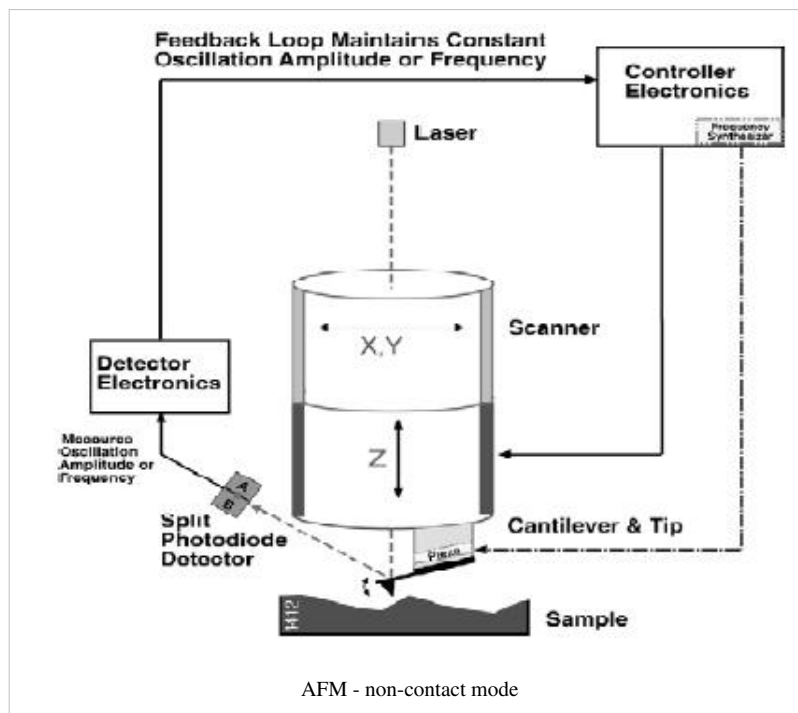 Feedback Loop Maintains Constant
Oscillation Amplitude or Frequency
Controller
Electronics
Frequency
Synthesizer
Laser
X,Y
Scanner
Detector
Electronics
Z
Measured
Oscillation
Amplitude or
Frequency
A
B
Split
Photodiode
Detector
Cantilever & Tip
Piezo
Sample
AFM - non-contact mode